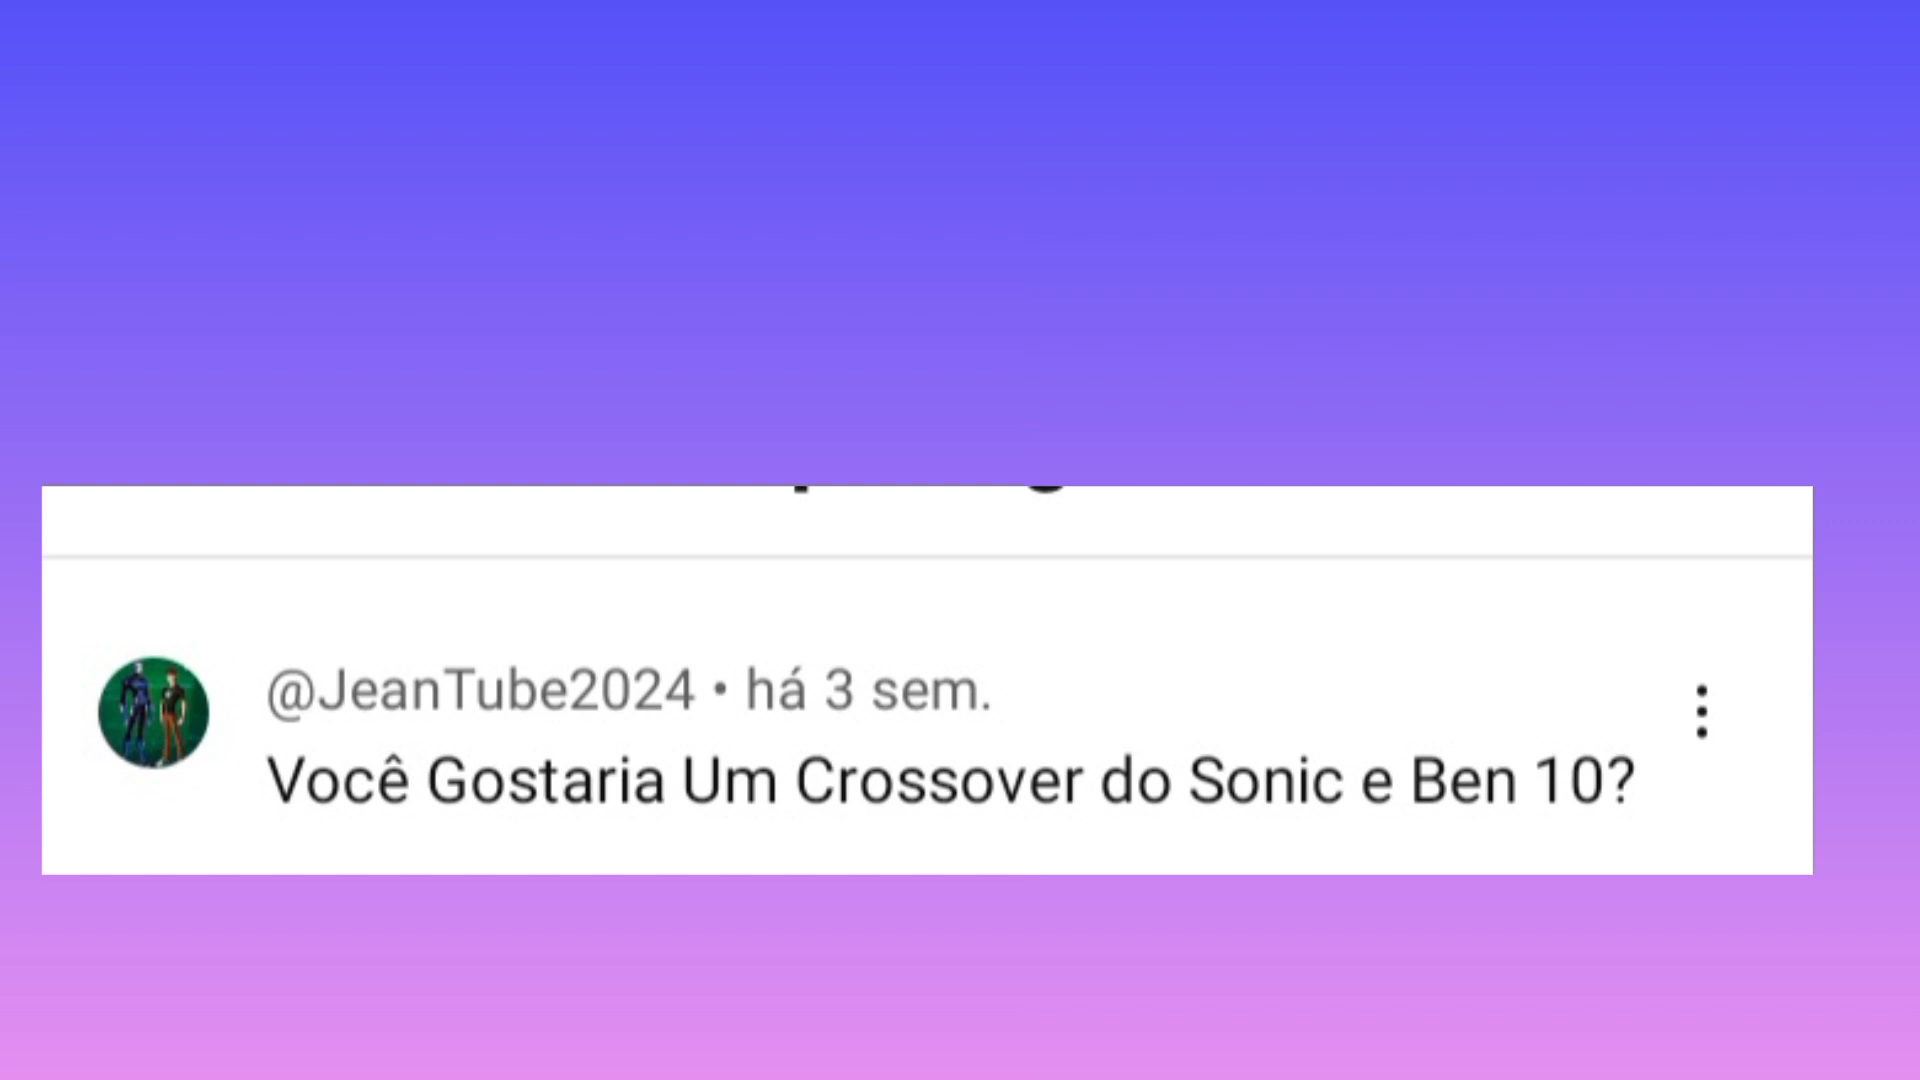 @JeanTube2024 • há 3 sem.
Você Gostaria Um Crossover do Sonic e Ben 10?